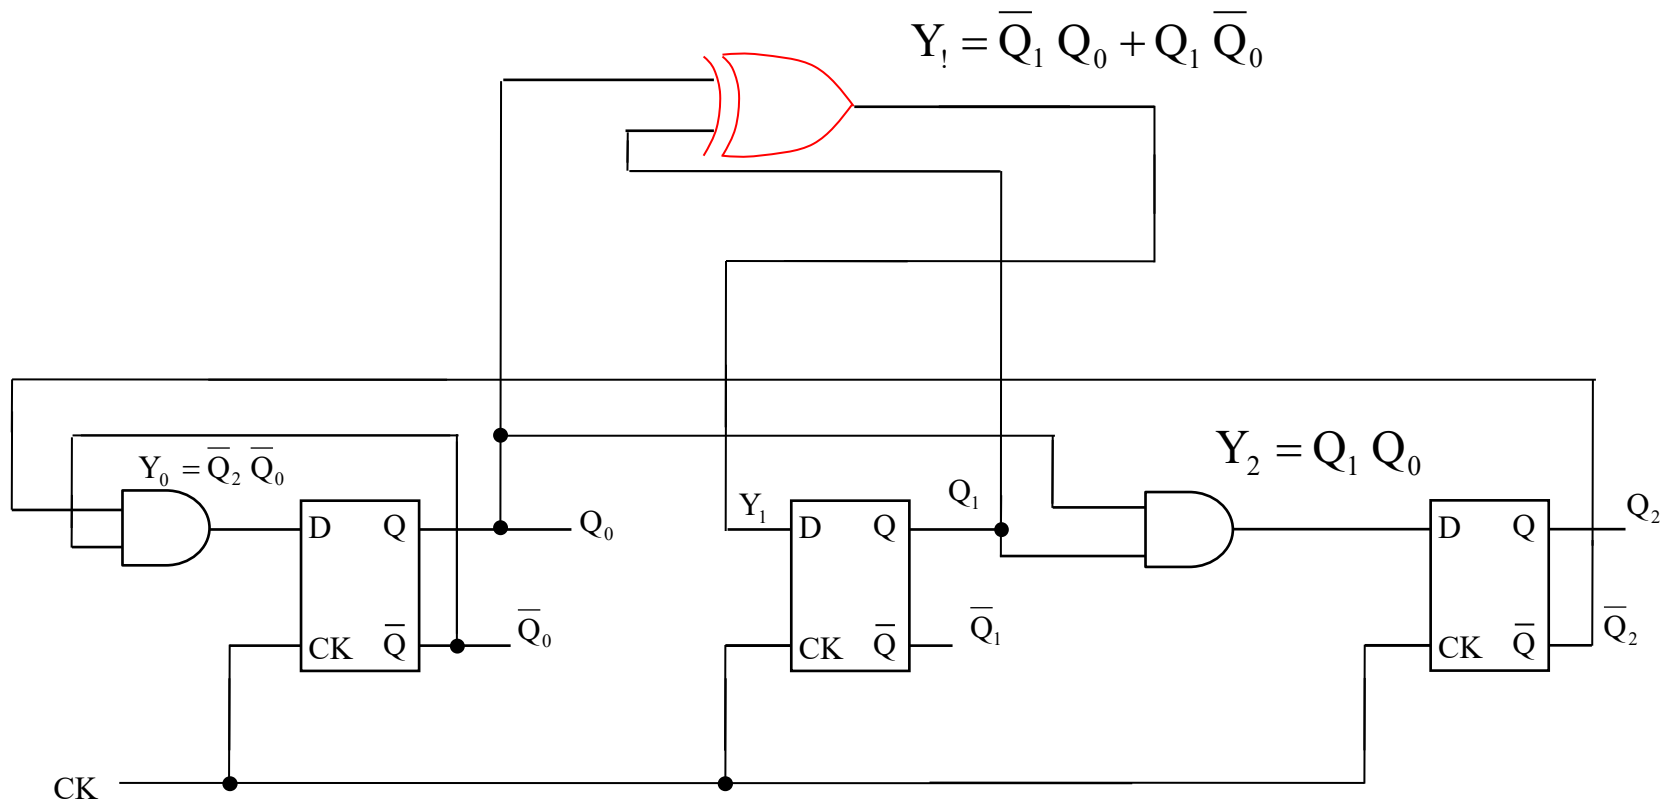 Y! = Q̅1 Q0 + Q1 Q̅0
Y0 = Q̅2 Q̅0
Y2 = Q1 Q0
D Q Q0
CK Q̅ Q̅0
Y1 D Q Q1
CK Q̅ Q̅1
D Q Q2
CK Q̅ Q̅2
CK